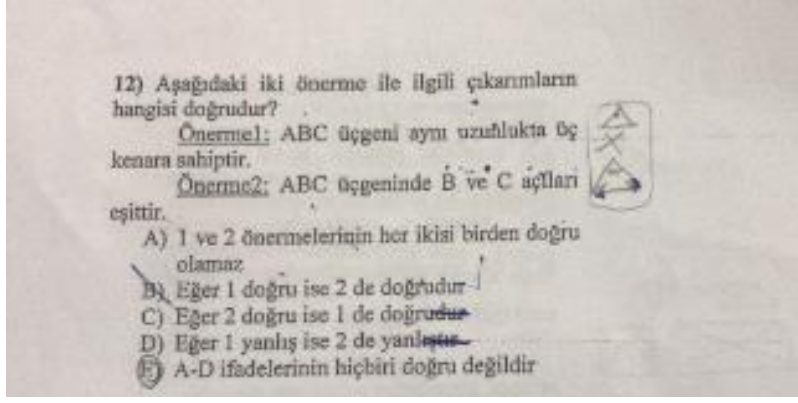 12) Aşağıdaki iki önerme ile ilgili çıkarımların
hangisi doğrudur?
Önerme1: ABC üçgeni aynı uzunlukta üç
kenara sahiptir.
Önerme2: ABC üçgeninde B ve C açıları
eşittir.
A) 1 ve 2 önermelerinin her ikisi birden doğru
olamaz
B) Eğer 1 doğru ise 2 de doğrudur
C) Eğer 2 doğru ise 1 de doğrudur
D) Eğer 1 yanlış ise 2 de yanlıştır
E) A-D ifadelerinin hiçbiri doğru değildir